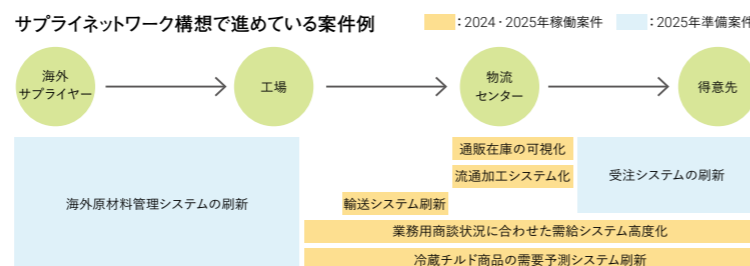 サプライネットワーク構想で進めている案件例
:2024・2025年稼働案件
:2025年準備案件
海外
サプライヤー
工場
物流
センター
得意先
通販在庫の可視化
流通加工システム化
受注システムの刷新
海外原材料管理システムの刷新
輸送システム刷新
業務用商談状況に合わせた需給システム高度化
冷蔵チルド商品の需要予測システム刷新